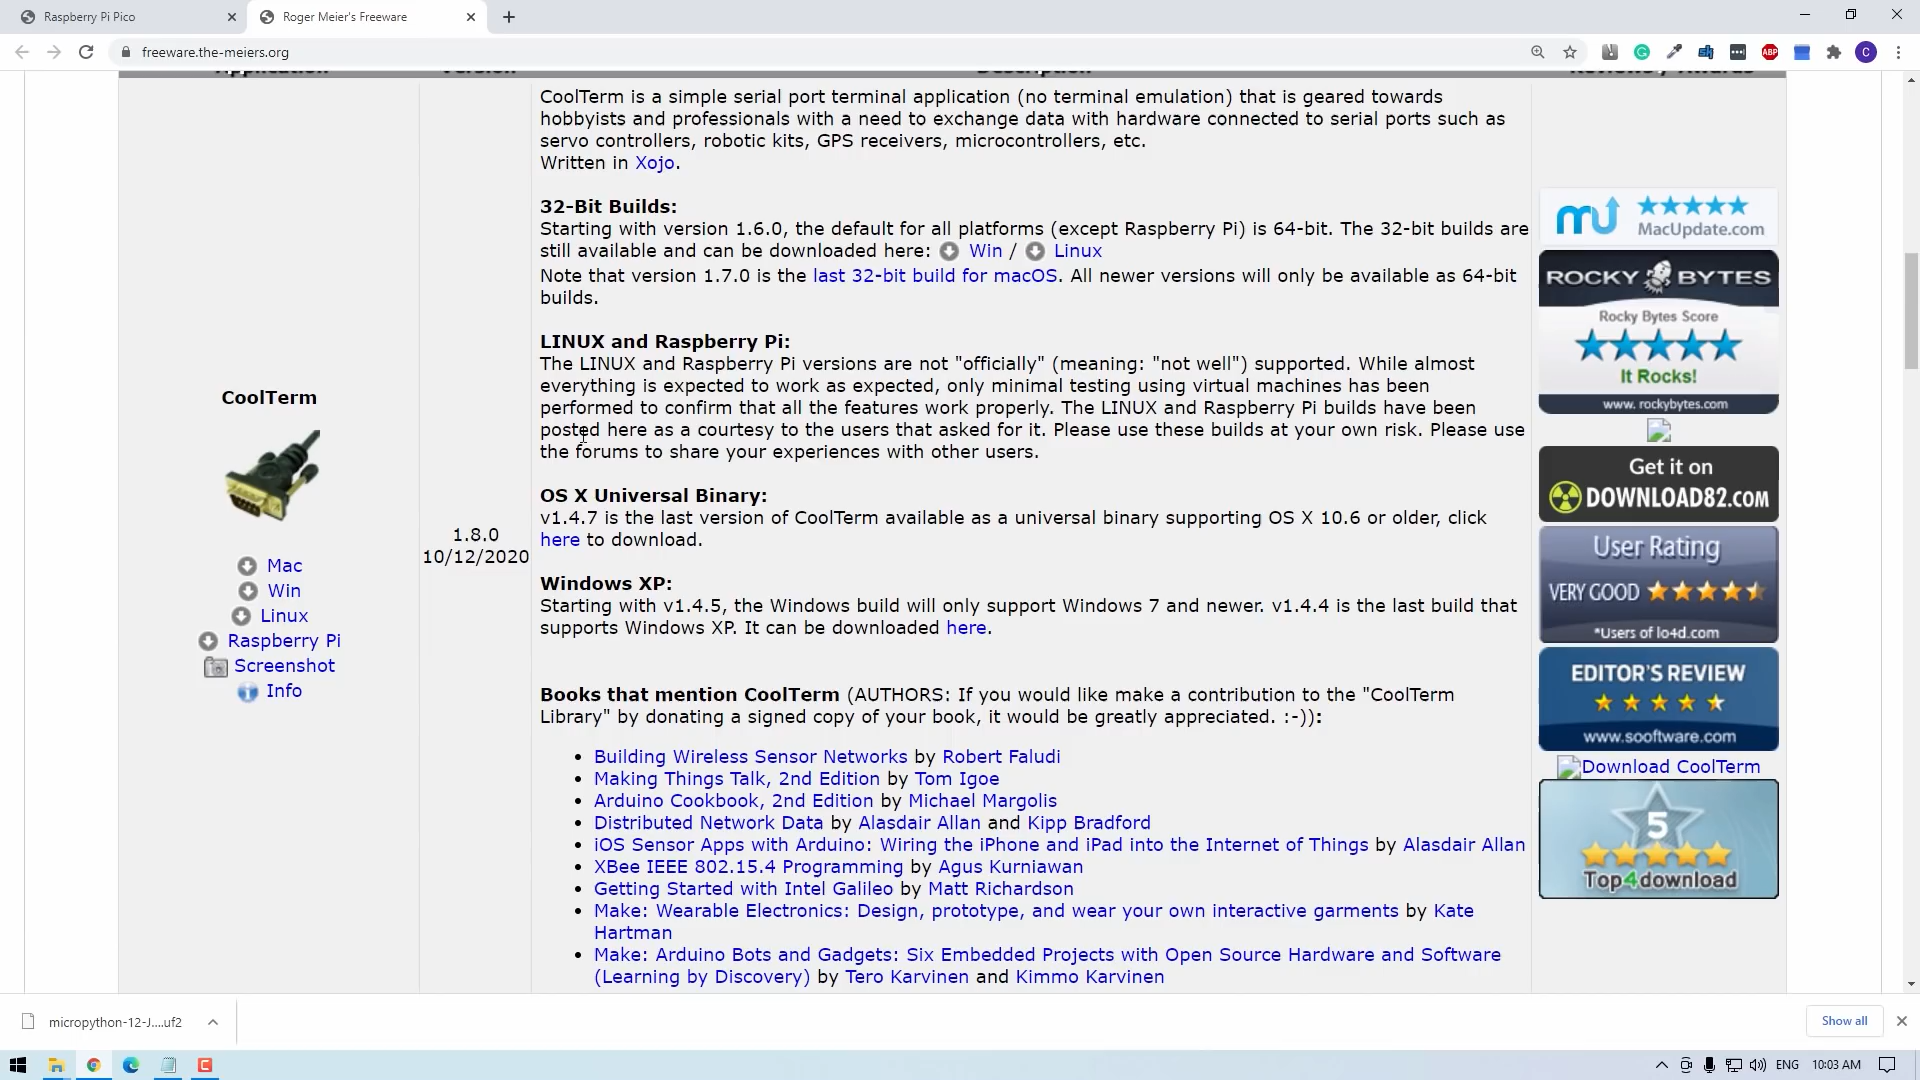 Raspberry Pi Pico
Roger Meier's Freeware
freeware.the-meiers.org
Application
Version
Description
Reviews / Awards
CoolTerm is a simple serial port terminal application (no terminal emulation) that is geared towards
hobbyists and professionals with a need to exchange data with hardware connected to serial ports such as
servo controllers, robotic kits, GPS receivers, microcontrollers, etc.
Written in Xojo.
32-Bit Builds:
Starting with version 1.6.0, the default for all platforms (except Raspberry Pi) is 64-bit. The 32-bit builds are
still available and can be downloaded here: Win / Linux
Note that version 1.7.0 is the last 32-bit build for macOS. All newer versions will only be available as 64-bit
builds.
LINUX and Raspberry Pi:
The LINUX and Raspberry Pi versions are not "officially" (meaning: "not well") supported. While almost
everything is expected to work as expected, only minimal testing using virtual machines has been
performed to confirm that all the features work properly. The LINUX and Raspberry Pi builds have been
posted here as a courtesy to the users that asked for it. Please use these builds at your own risk. Please use
the forums to share your experiences with other users.
OS X Universal Binary:
v1.4.7 is the last version of CoolTerm available as a universal binary supporting OS X 10.6 or older, click
here to download.
Windows XP:
Starting with v1.4.5, the Windows build will only support Windows 7 and newer. v1.4.4 is the last build that
supports Windows XP. It can be downloaded here.
Books that mention CoolTerm (AUTHORS: If you would like make a contribution to the "CoolTerm
Library" by donating a signed copy of your book, it would be greatly appreciated. :-)):
• Building Wireless Sensor Networks by Robert Faludi
• Making Things Talk, 2nd Edition by Tom Igoe
• Arduino Cookbook, 2nd Edition by Michael Margolis
• Distributed Network Data by Alasdair Allan and Kipp Bradford
• iOS Sensor Apps with Arduino: Wiring the iPhone and iPad into the Internet of Things by Alasdair Allan
• XBee IEEE 802.15.4 Programming by Agus Kurniawan
• Getting Started with Intel Galileo by Matt Richardson
• Make: Wearable Electronics: Design, prototype, and wear your own interactive garments by Kate
Hartman
• Make: Arduino Bots and Gadgets: Six Embedded Projects with Open Source Hardware and Software
(Learning by Discovery) by Tero Karvinen and Kimmo Karvinen
CoolTerm
Mac
Win
Linux
Raspberry Pi
Screenshot
Info
1.8.0
10/12/2020
mu
MacUpdate.com
ROCKY BYTES
Rocky Bytes Score
It Rocks!
www.rockybytes.com
Get it on
DOWNLOAD82.COM
User Rating
VERY GOOD
*Users of lo4d.com
EDITOR'S REVIEW
www.sooftware.com
Download CoolTerm
5
Top4download
micropython-12-J....uf2
Show all
ABP
C
ENG
10:03 AM